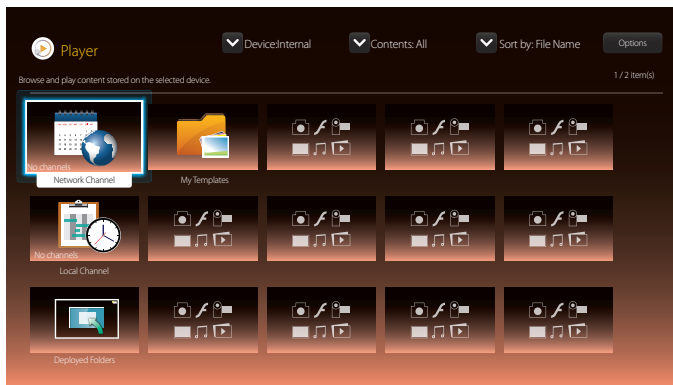 Player
Device:Internal
Contents: All
Sort by: File Name
Options
Browse and play content stored on the selected device.
1 / 2 item(s)
No channels
Network Channel
My Templates
No channels
Local Channel
Deployed Folders